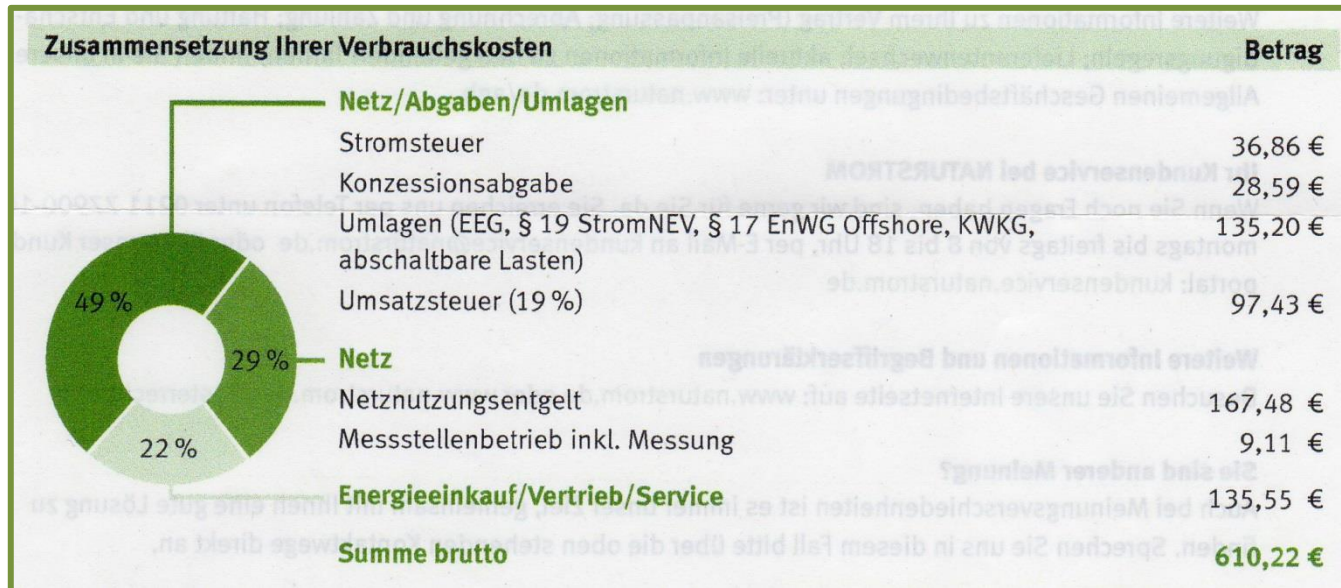 Zusammensetzung Ihrer Verbrauchskosten Betrag
Netz/Abgaben/Umlagen
Stromsteuer 36,86 €
Konzessionsabgabe 28,59 €
Umlagen (EEG, § 19 StromNEV, § 17 EnWG Offshore, KWKG, 135,20 €
abschaltbare Lasten)
Umsatzsteuer (19 %) 97,43 €
49 %
29 %
22 %
Netz
Netznutzungsentgelt 167,48 €
Messstellenbetrieb inkl. Messung 9,11 €
Energieeinkauf/Vertrieb/Service 135,55 €
Summe brutto 610,22 €